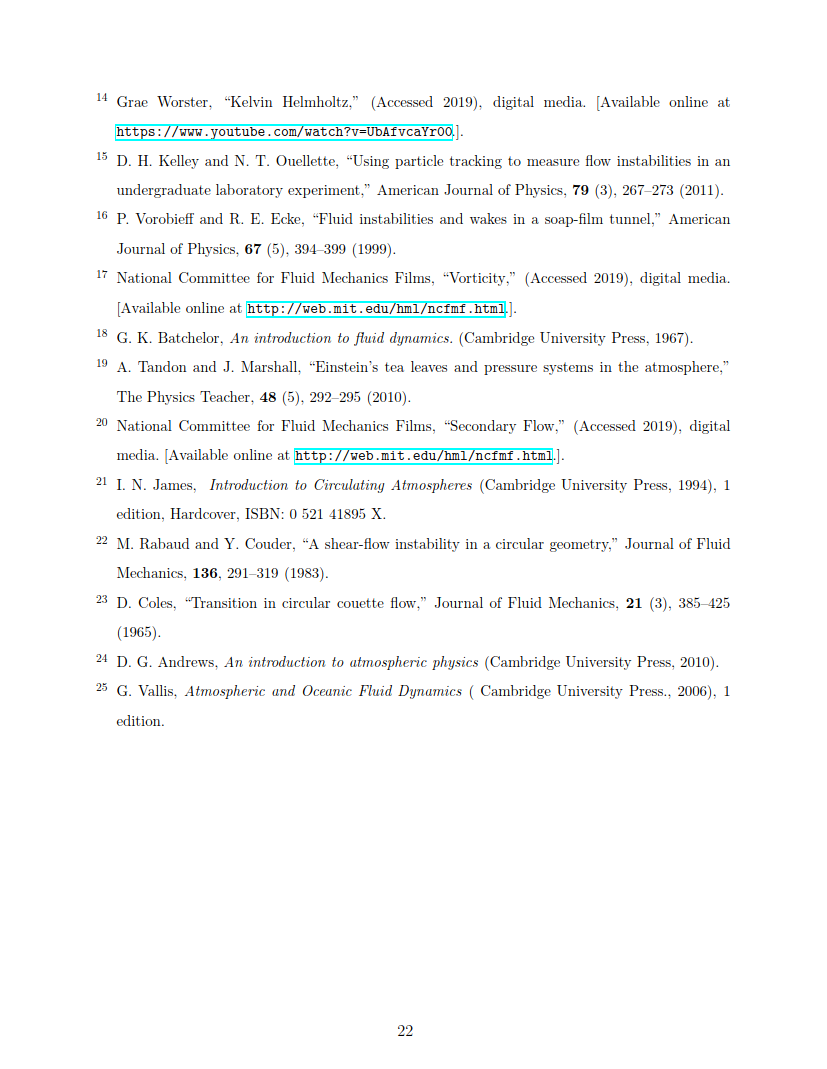 14 Grae Worster, “Kelvin Helmholtz,” (Accessed 2019), digital media. [Available online at
https://www.youtube.com/watch?v=UbAfvcaYr00.].
15 D. H. Kelley and N. T. Ouellette, “Using particle tracking to measure flow instabilities in an
undergraduate laboratory experiment,” American Journal of Physics, 79 (3), 267–273 (2011).
16 P. Vorobieff and R. E. Ecke, “Fluid instabilities and wakes in a soap-film tunnel,” American
Journal of Physics, 67 (5), 394–399 (1999).
17 National Committee for Fluid Mechanics Films, “Vorticity,” (Accessed 2019), digital media.
[Available online at http://web.mit.edu/hml/ncfmf.html.].
18 G. K. Batchelor, An introduction to fluid dynamics. (Cambridge University Press, 1967).
19 A. Tandon and J. Marshall, “Einstein’s tea leaves and pressure systems in the atmosphere,”
The Physics Teacher, 48 (5), 292–295 (2010).
20 National Committee for Fluid Mechanics Films, “Secondary Flow,” (Accessed 2019), digital
media. [Available online at http://web.mit.edu/hml/ncfmf.html.].
21 I. N. James, Introduction to Circulating Atmospheres (Cambridge University Press, 1994), 1
edition, Hardcover, ISBN: 0 521 41895 X.
22 M. Rabaud and Y. Couder, “A shear-flow instability in a circular geometry,” Journal of Fluid
Mechanics, 136, 291–319 (1983).
23 D. Coles, “Transition in circular couette flow,” Journal of Fluid Mechanics, 21 (3), 385–425
(1965).
24 D. G. Andrews, An introduction to atmospheric physics (Cambridge University Press, 2010).
25 G. Vallis, Atmospheric and Oceanic Fluid Dynamics ( Cambridge University Press., 2006), 1
edition.
22